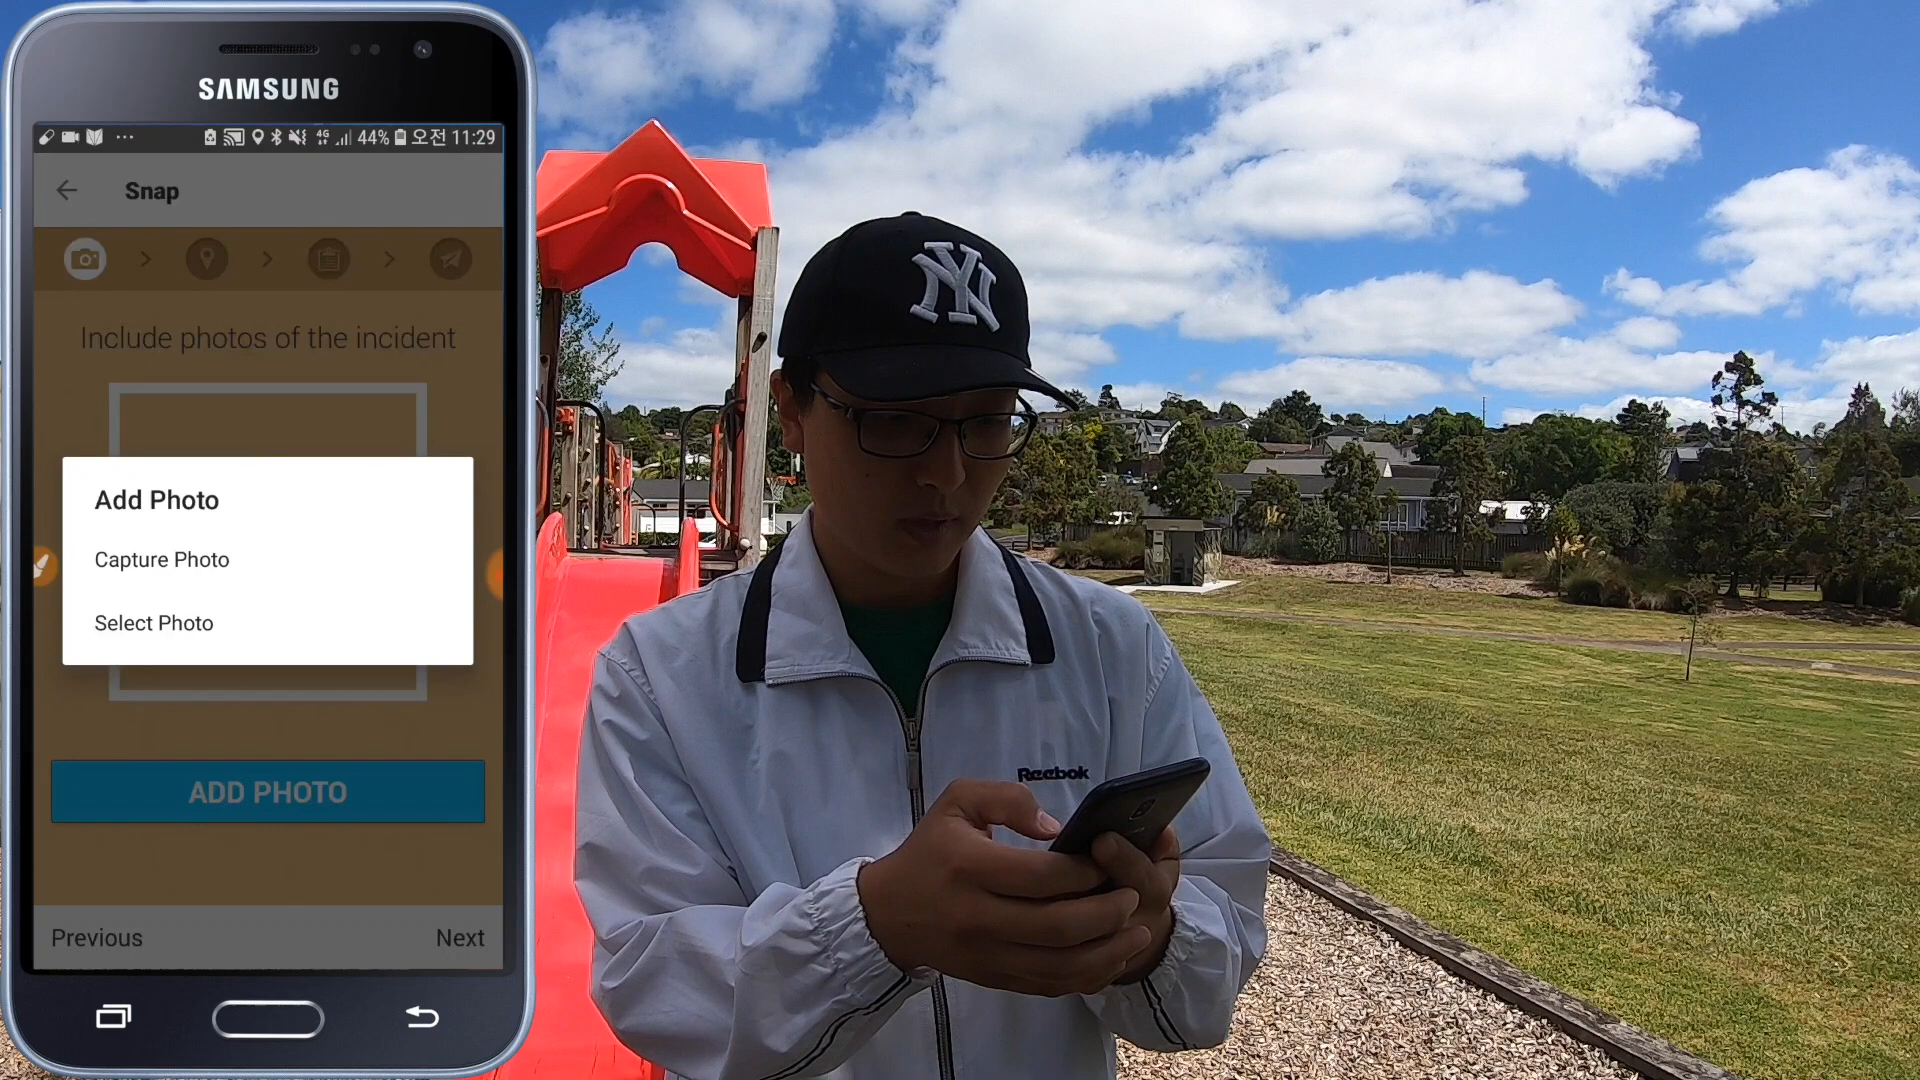 SAMSUNG
44% 오전 11:29
4G
Snap
Include photos of the incident
Add Photo
Capture Photo
Select Photo
ADD PHOTO
Previous
Next
NY
Reebok